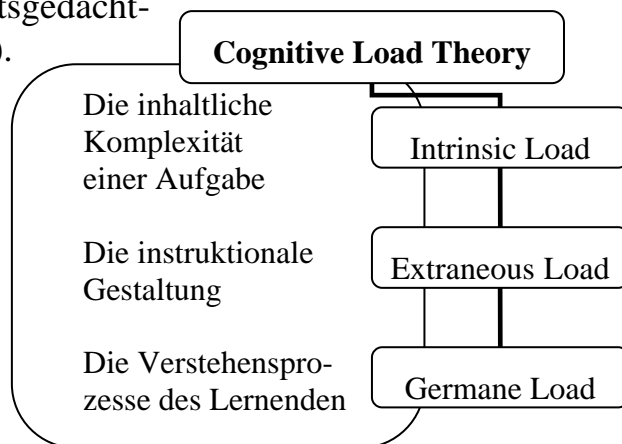 tsgedächt-
).
Cognitive Load Theory
Die inhaltliche
Komplexität
einer Aufgabe
Intrinsic Load
Die instruktionale
Gestaltung
Extraneous Load
Die Verstehenspro-
zesse des Lernenden
Germane Load